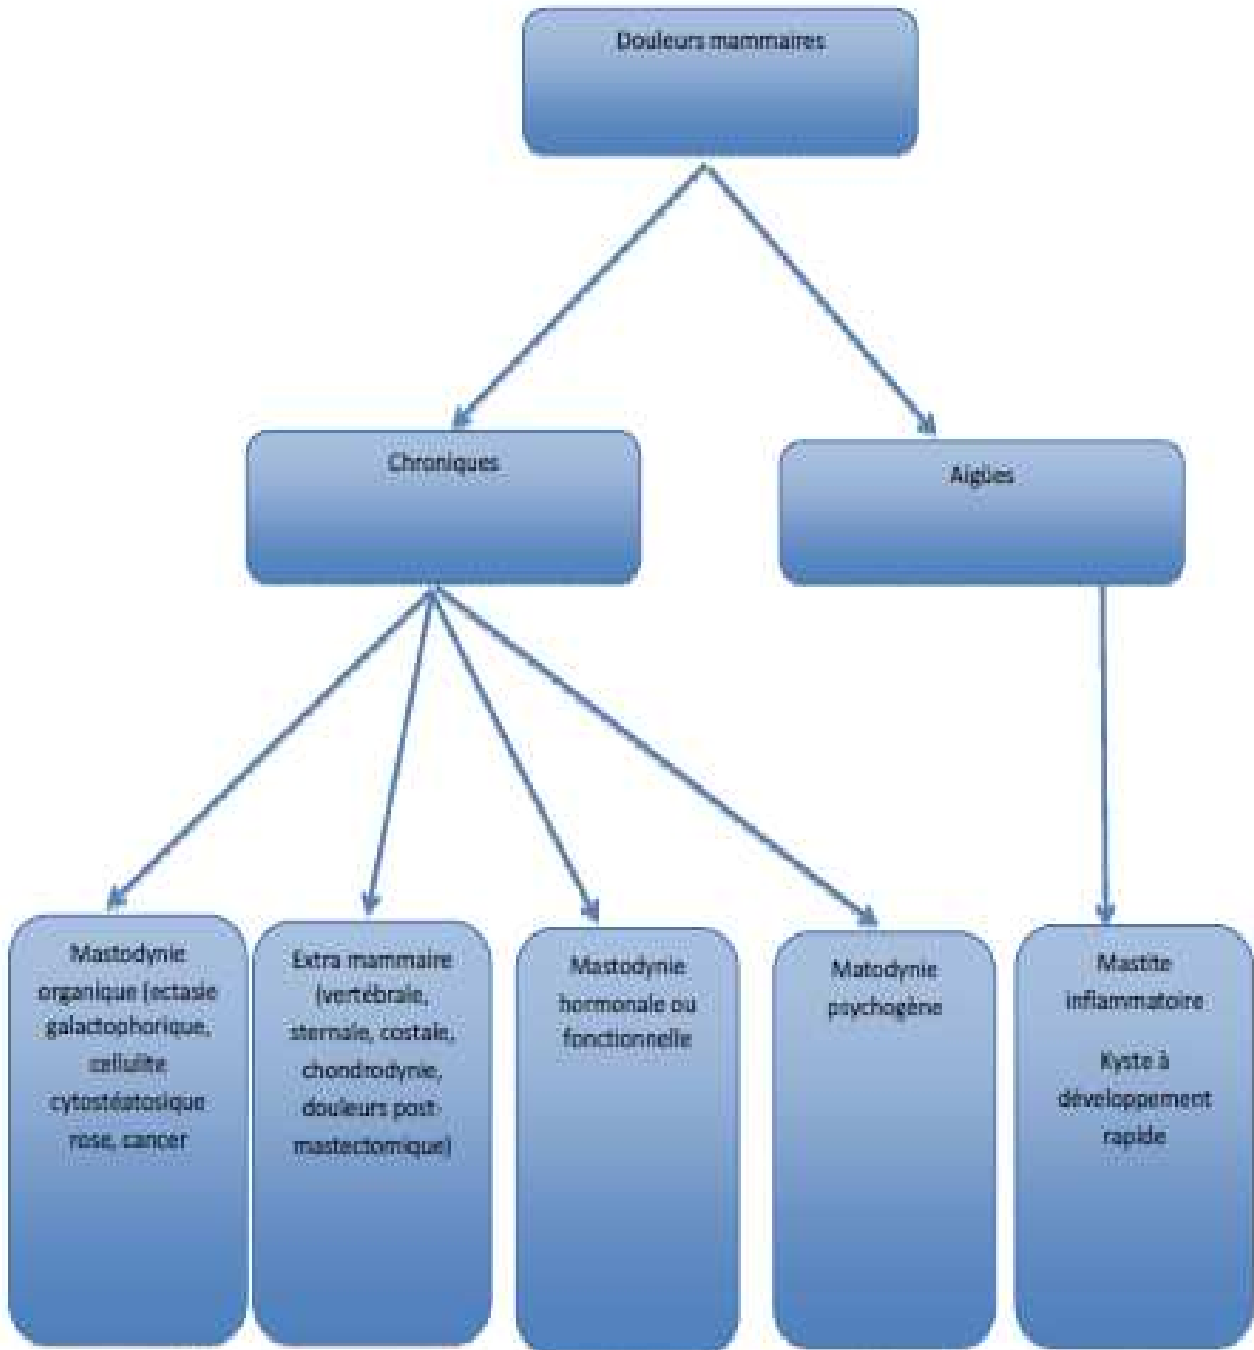 Douleurs mammaires
Chroniques
Aigües
Mastodynie
organique (ectasie
galactophorique,
cellulite
cytostéatosique
rose, cancer
Extra mammaire
(vertébrale,
sternale, costale,
chondrodynie,
douleurs post-
mastectomique)
Mastodynie
hormonale ou
fonctionnelle
Matodynie
psychogène
Mastite
inflammatoire
Kyste à
développement
rapide